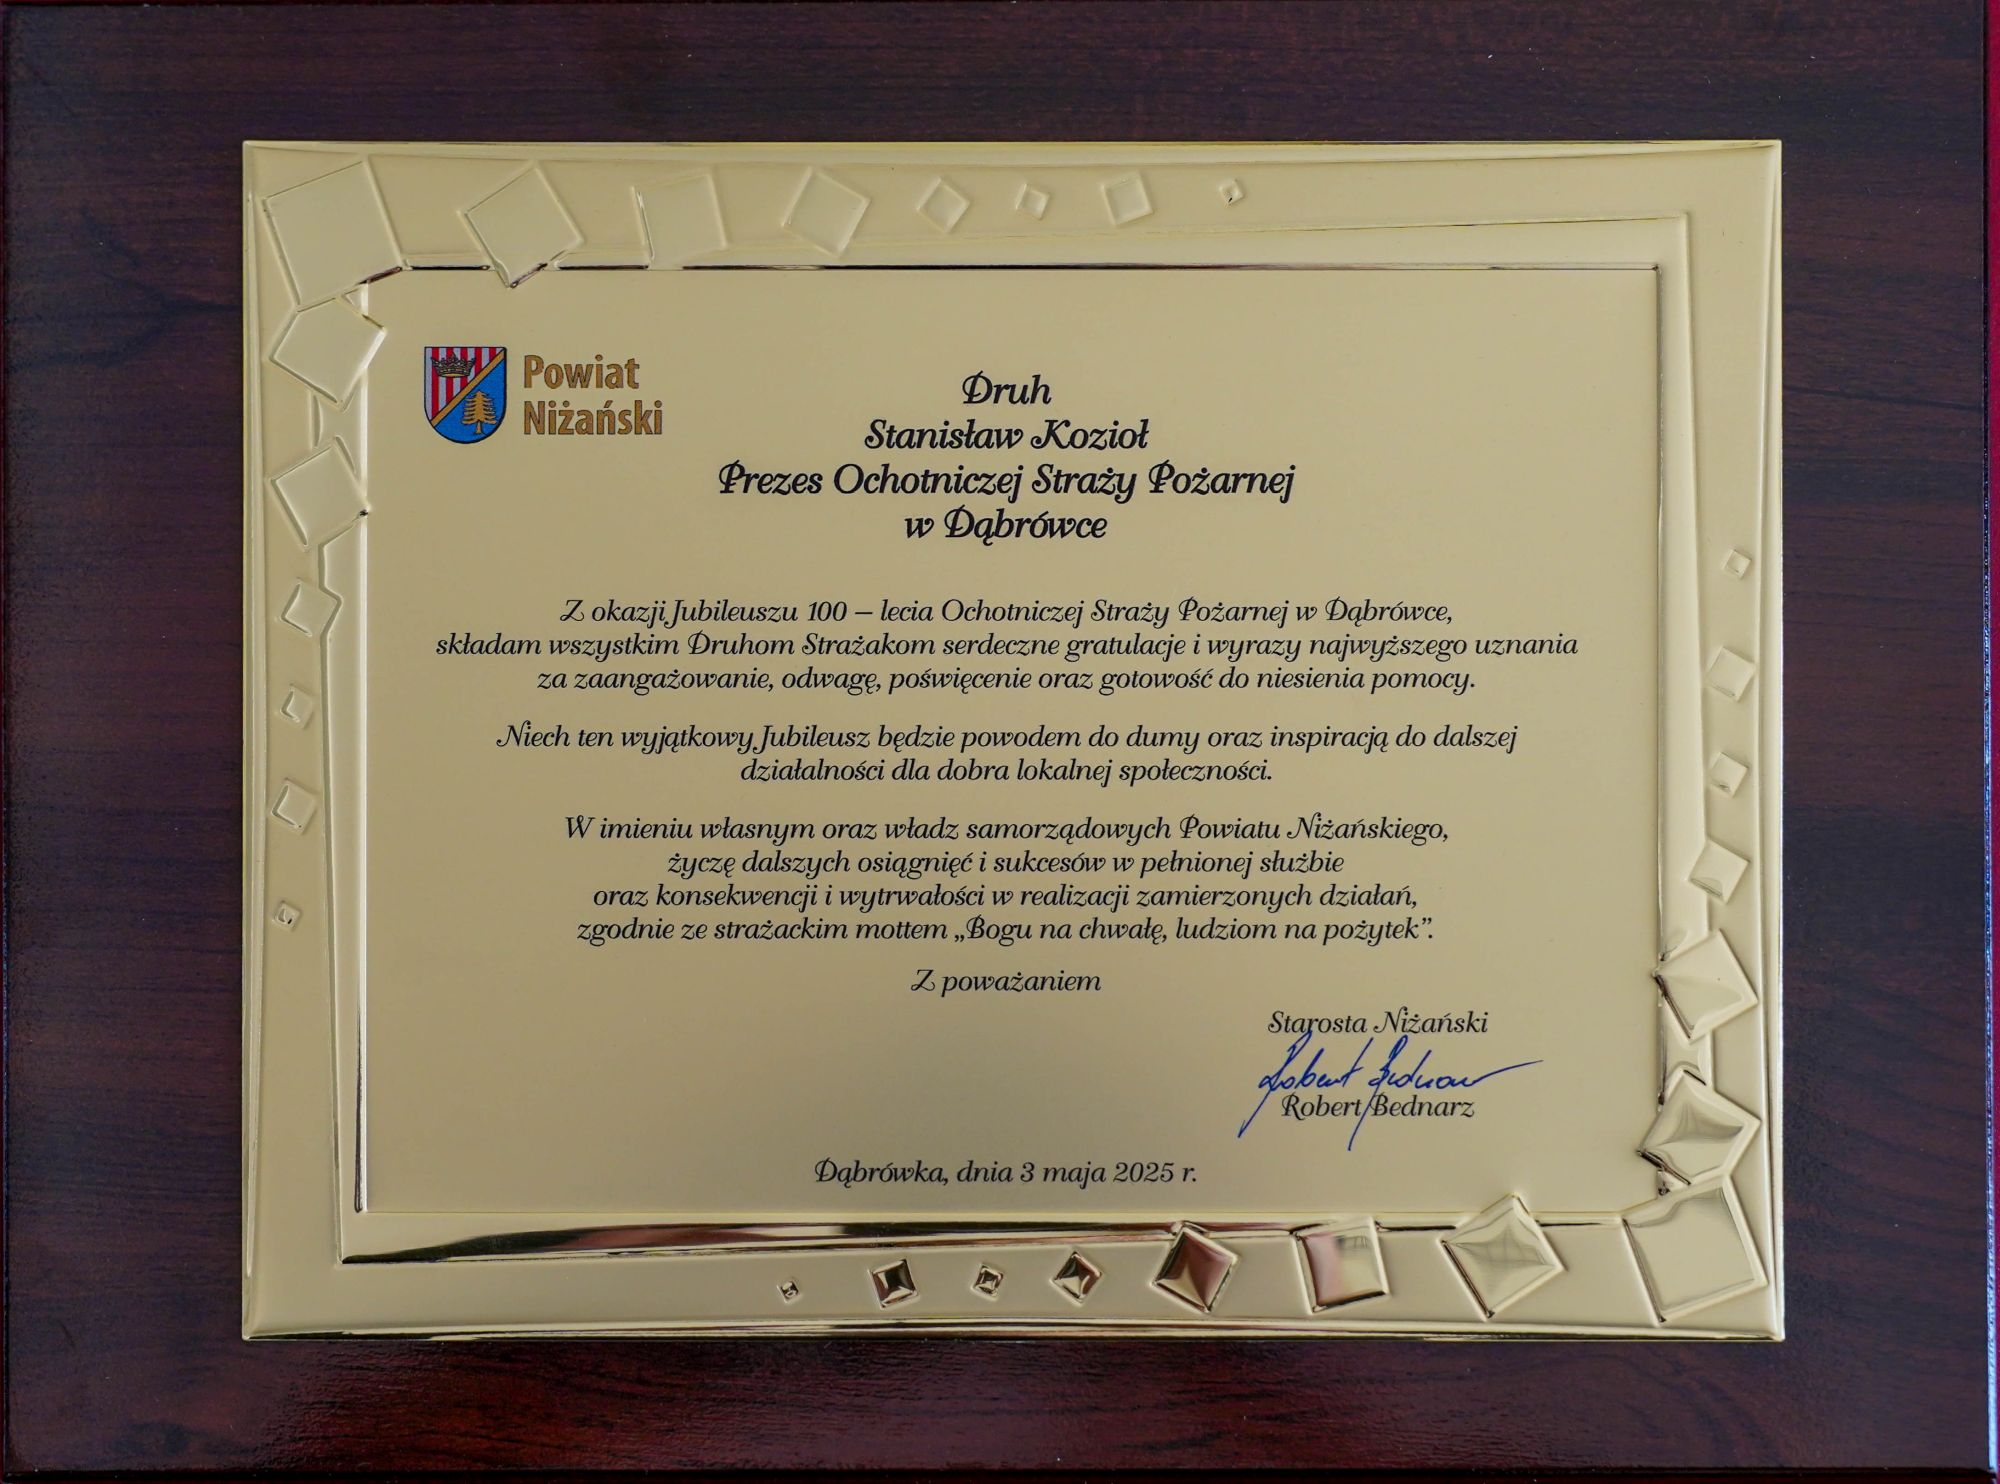 Powiat
Niżański
Druh
Stanisław Kozioł
Prezes Ochotniczej Straży Pożarnej
w Dąbrówce
Z okazji Jubileuszu 100 – lecia Ochotniczej Straży Pożarnej w Dąbrówce,
składam wszystkim Druhom Strażakom serdeczne gratulacje i wyrazy najwyższego uznania
za zaangażowanie, odwagę, poświęcenie oraz gotowość do niesienia pomocy.
Niech ten wyjątkowy Jubileusz będzie powodem do dumy oraz inspiracją do dalszej
działalności dla dobra lokalnej społeczności.
W imieniu własnym oraz władz samorządowych Powiatu Niżańskiego,
życzę dalszych osiągnięć i sukcesów w pełnionej służbie
oraz konsekwencji i wytrwałości w realizacji zamierzonych działań,
zgodnie ze strażackim mottem „Bogu na chwałę, ludziom na pożytek”.
Z poważaniem
Starosta Niżański
Robert Bednarz
Robert Bednarz
Dąbrówka, dnia 3 maja 2025 r.